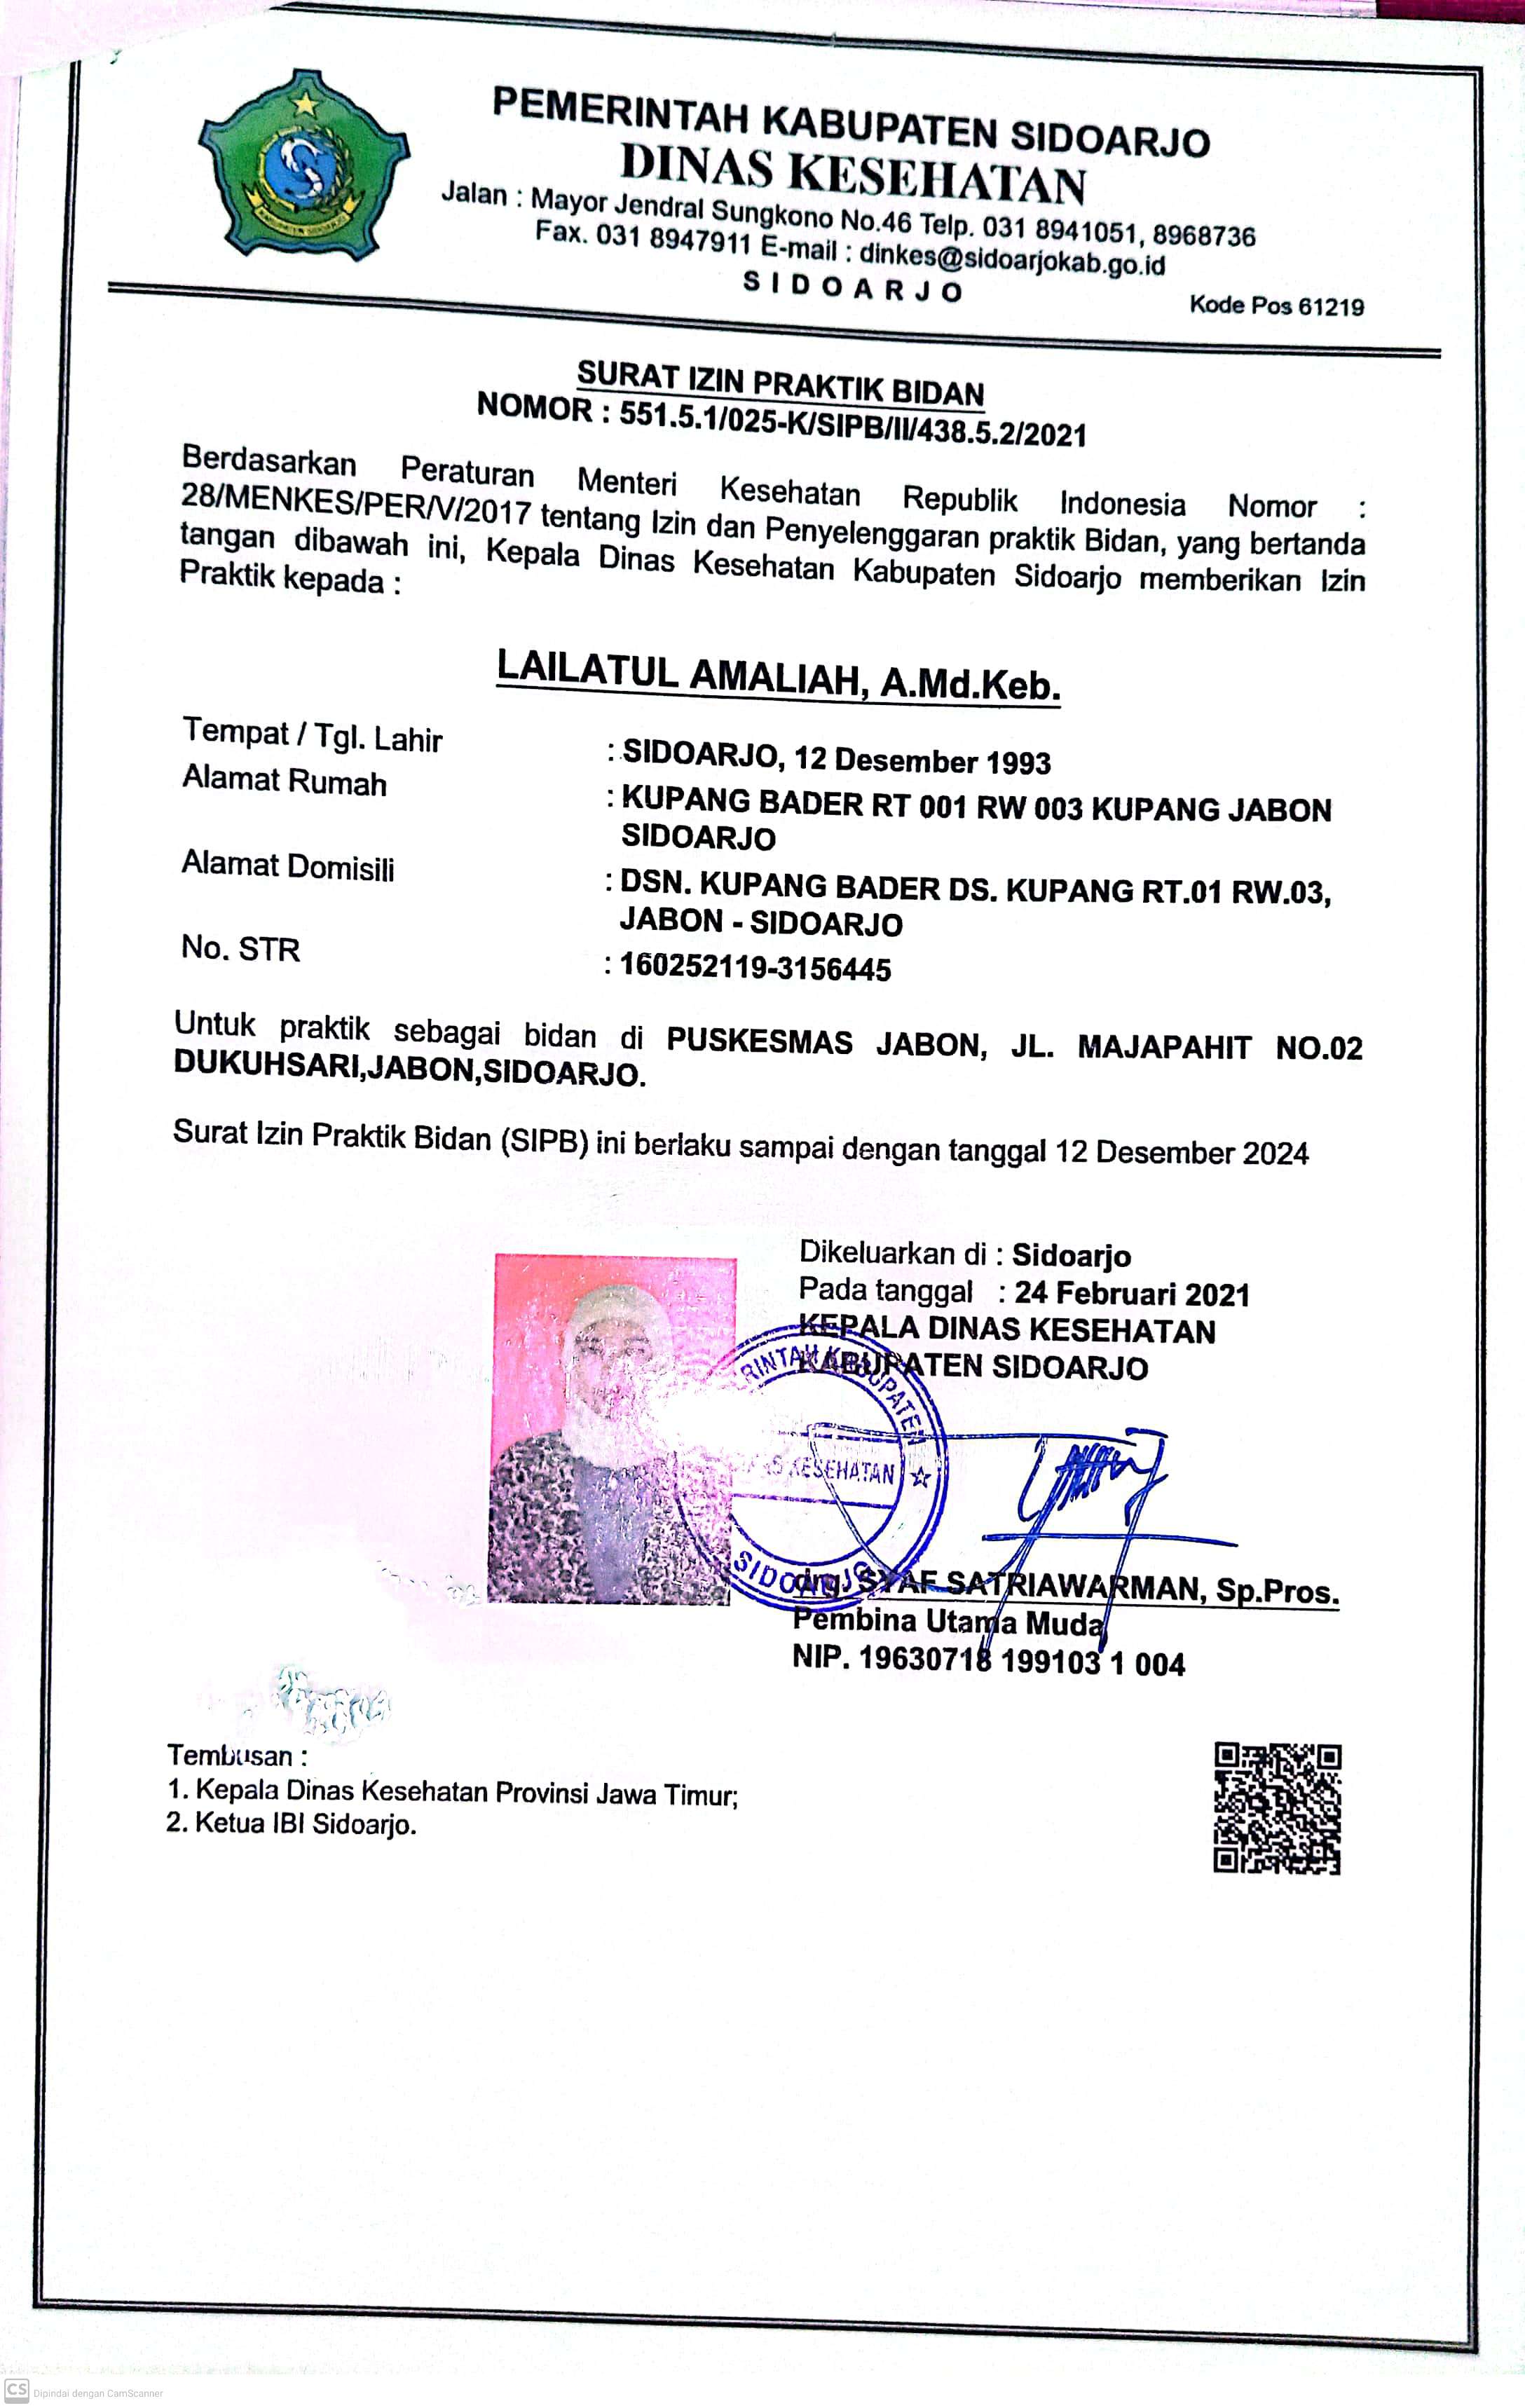 PEMERINTAH KABUPATEN SIDOARJO
DINAS KESEHATAN
Jalan : Mayor Jendral Sungkono No.46 Telp. 031 8941051, 8968736
Fax. 031 8947911 E-mail : dinkes@sidoarjokab.go.id
S I D O A R J O
Kode Pos 61219
KABUPATEN SIDOARJO
SURAT IZIN PRAKTIK BIDAN
NOMOR : 551.5.1/025-K/SIPB/II/438.5.2/2021
Berdasarkan Peraturan Menteri Kesehatan Republik Indonesia Nomor :
28/MENKES/PER/V/2017 tentang Izin dan Penyelenggaran praktik Bidan, yang bertanda
tangan dibawah ini, Kepala Dinas Kesehatan Kabupaten Sidoarjo memberikan Izin
Praktik kepada :
LAILATUL AMALIAH, A.Md.Keb.
Tempat / Tgl. Lahir : SIDOARJO, 12 Desember 1993
Alamat Rumah : KUPANG BADER RT 001 RW 003 KUPANG JABON
SIDOARJO
Alamat Domisili : DSN. KUPANG BADER DS. KUPANG RT.01 RW.03,
JABON - SIDOARJO
No. STR : 160252119-3156445
Untuk praktik sebagai bidan di PUSKESMAS JABON, JL. MAJAPAHIT NO.02
DUKUHSARI,JABON,SIDOARJO.
Surat Izin Praktik Bidan (SIPB) ini berlaku sampai dengan tanggal 12 Desember 2024
Dikeluarkan di : Sidoarjo
Pada tanggal : 24 Februari 2021
KEPALA DINAS KESEHATAN
KABUPATEN SIDOARJO
KABUPATEN
KESEHATAN
SIDOARJO
drg. SYAF SATRIAWARMAN, Sp.Pros.
Pembina Utama Muda
NIP. 19630718 199103 1 004
Tembusan :
1. Kepala Dinas Kesehatan Provinsi Jawa Timur;
2. Ketua IBI Sidoarjo.
CS Dipindai dengan CamScanner